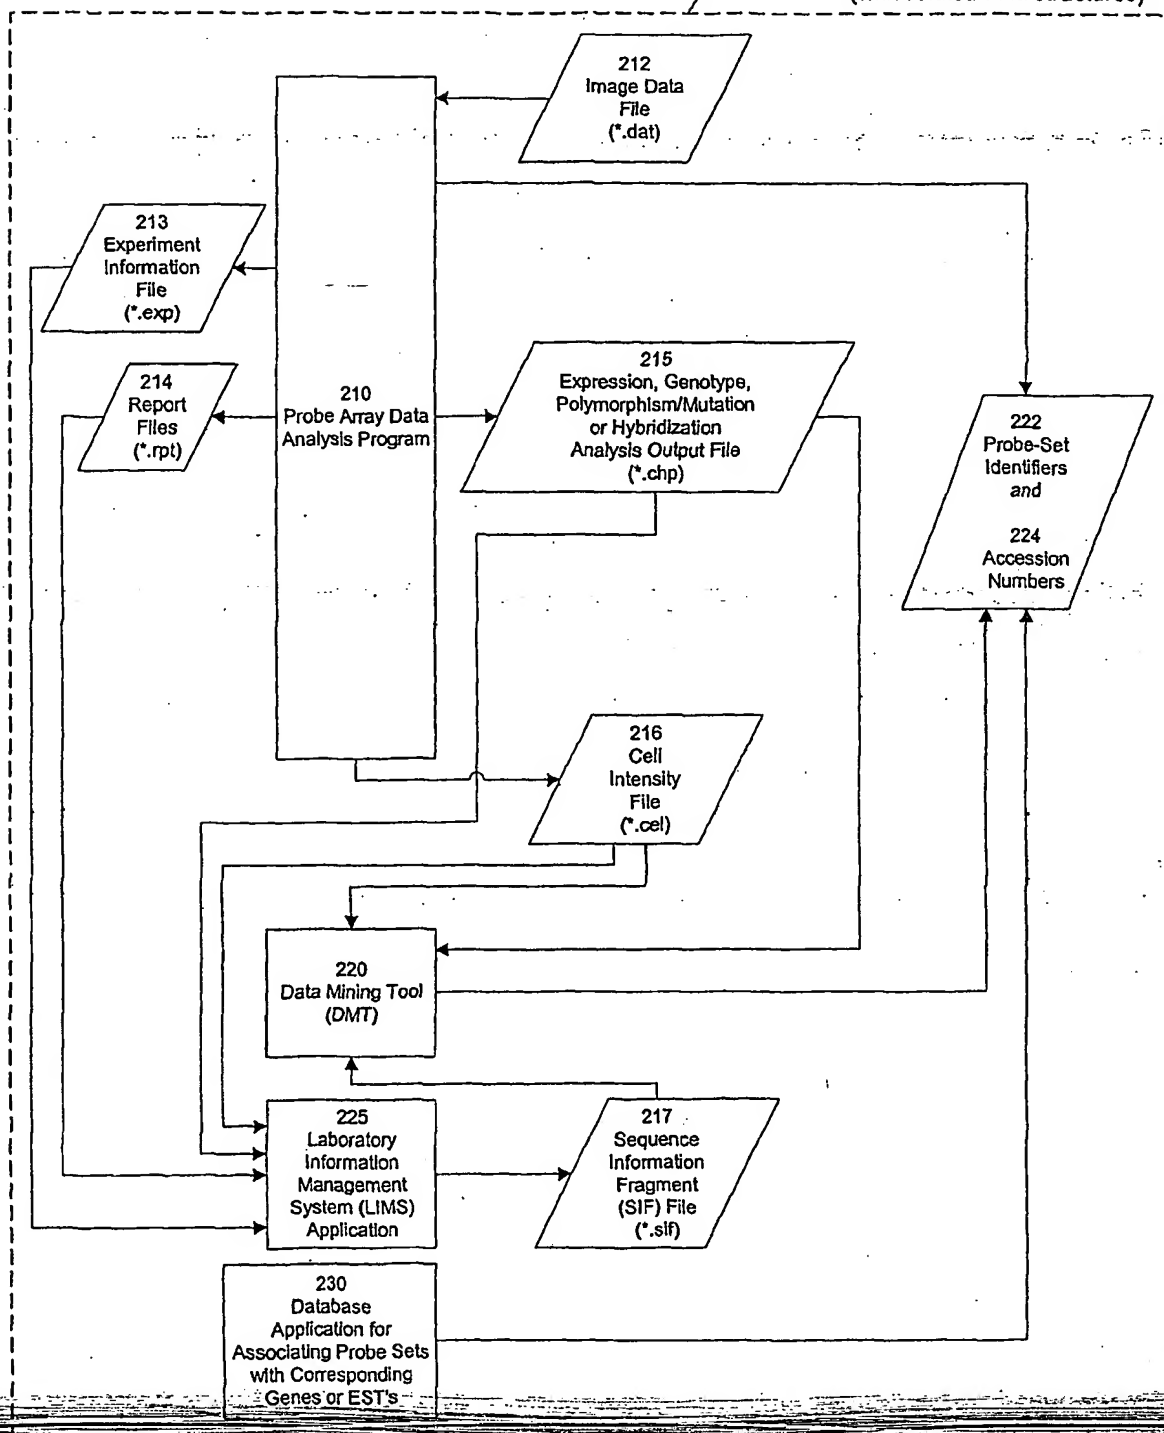 212
Image Data
File
(*.dat)
213
Experiment
Information
File
(*.exp)
214
Report
Files
(*.rpt)
210
Probe Array Data
Analysis Program
215
Expression, Genotype,
Polymorphism/Mutation
or Hybridization
Analysis Output File
(*.chp)
222
Probe-Set
Identifiers
and
224
Accession
Numbers
216
Cell
Intensity
File
(*.cel)
220
Data Mining Tool
(DMT)
225
Laboratory
Information
Management
System (LIMS)
Application
217
Sequence
Information
Fragment
(SIF) File
(*.sif)
230
Database
Application for
Associating Probe Sets
with Corresponding
Genes or EST's